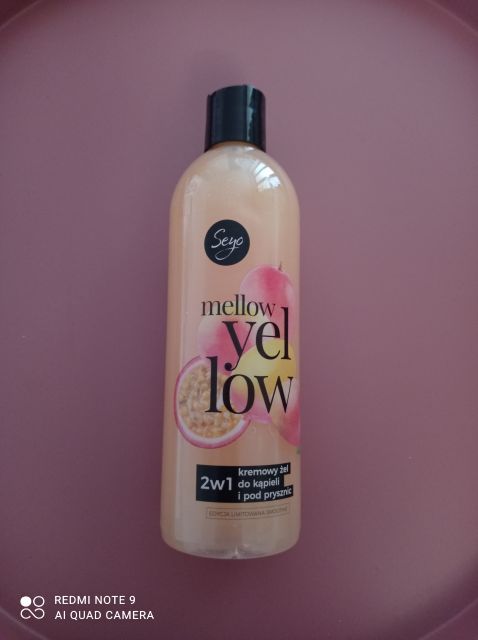 Seyo
mellow
yel
low
2w1
kremowy żel
do kąpieli
i pod prysznic
EDYCJA LIMITOWANA SMOOTHIE
REDMI NOTE 9
AI QUAD CAMERA